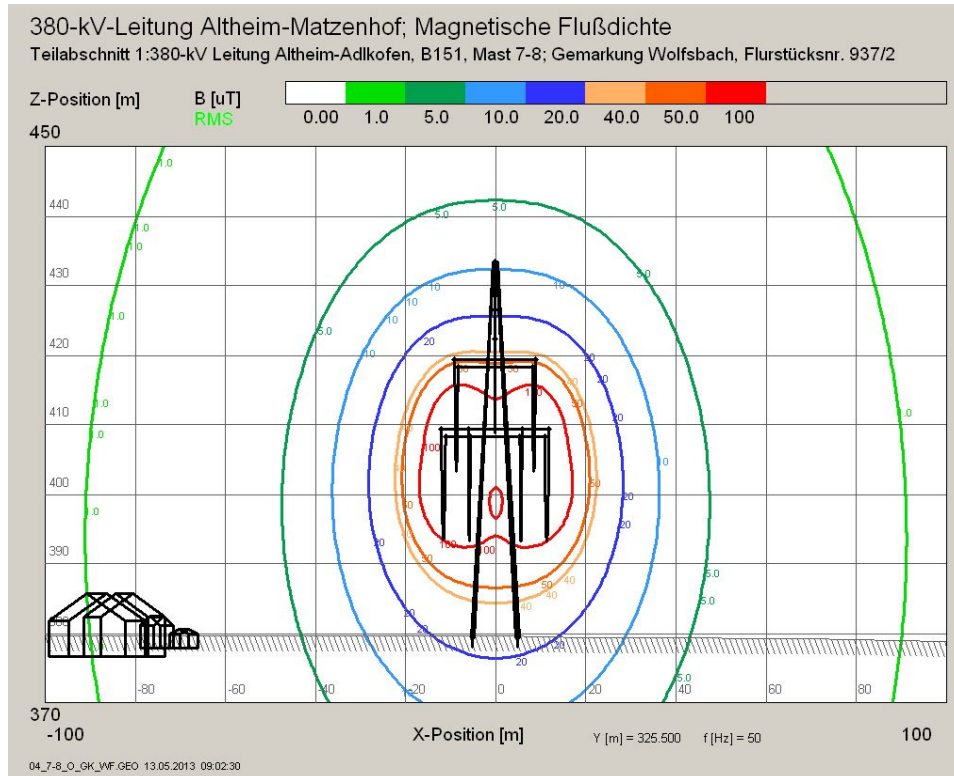 380-kV-Leitung Altheim-Matzenhof; Magnetische Flußdichte
Teilabschnitt 1:380-kV Leitung Altheim-Adlkofen, B151, Mast 7-8; Gemarkung Wolfsbach, Flurstücksnr. 937/2
Z-Position [m] B [uT]
RMS
0.00 1.0 5.0 10.0 20.0 40.0 50.0 100
450
440
430
420
410
400
390
370
-80 -60 -40 -20 0 20 40 60 80
-100 X-Position [m] Y [m] = 325.500 f [Hz] = 50 100
04_7-8_O_GK_WF.GEO 13.05.2013 09:02:30